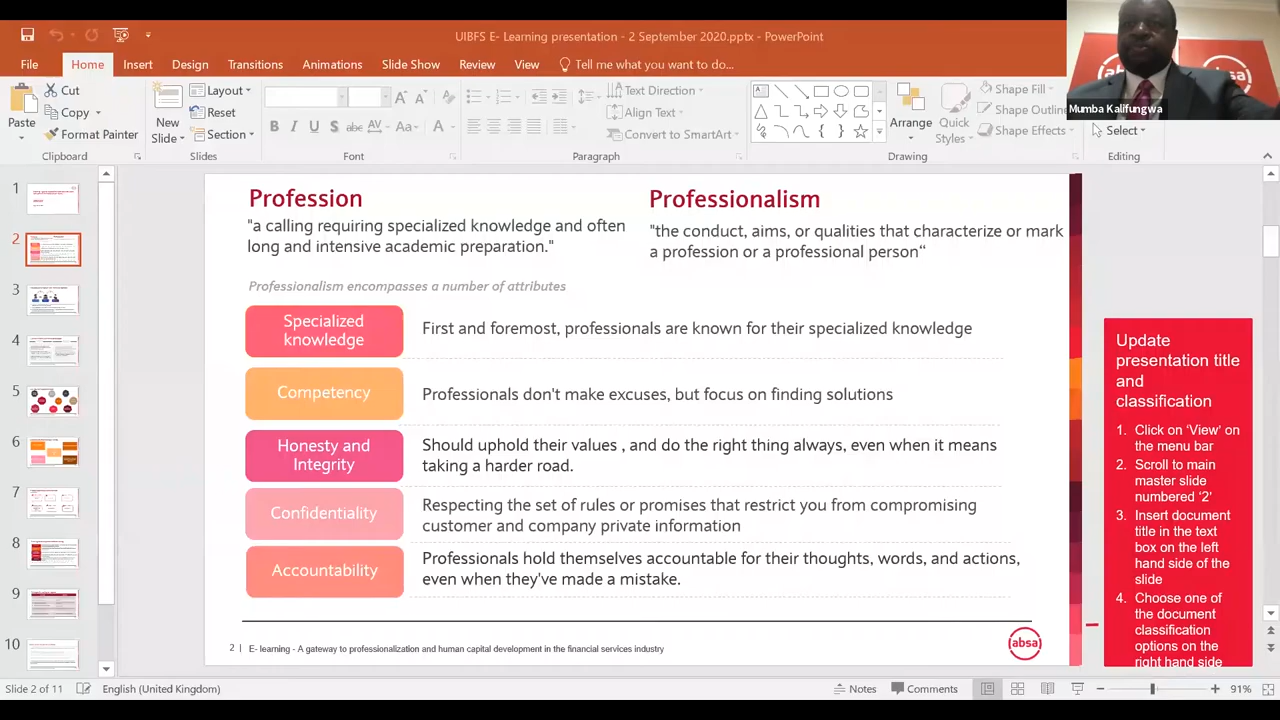 UIBFS E- Learning presentation - 2 September 2020.pptx - PowerPoint
File Home Insert Design Transitions Animations Slide Show Review View Tell me what you want to do...
Cut
Copy
Format Painter
Paste
Clipboard
New
Slide
Layout
Reset
Section
Slides
Font
Text Direction
Align Text
Convert to SmartArt
Paragraph
Arrange
Quick
Styles
Shape Fill
Shape Outlin
Shape Effects
Drawing
Select
Editing
absa
Mumba Kalifungwa
1
2
3
4
5
6
7
8
9
10
Profession
"a calling requiring specialized knowledge and often
long and intensive academic preparation."
Professionalism
"the conduct, aims, or qualities that characterize or mark
a profession or a professional person“
Professionalism encompasses a number of attributes
Specialized
knowledge
First and foremost, professionals are known for their specialized knowledge
Competency
Professionals don't make excuses, but focus on finding solutions
Honesty and
Integrity
Should uphold their values , and do the right thing always, even when it means
taking a harder road.
Confidentiality
Respecting the set of rules or promises that restrict you from compromising
customer and company private information
Accountability
Professionals hold themselves accountable for their thoughts, words, and actions,
even when they've made a mistake.
2 | E- learning - A gateway to professionalization and human capital development in the financial services industry
absa
Update
presentation title
and
classification
1. Click on 'View' on
the menu bar
2. Scroll to main
master slide
numbered '2'
3. Insert document
title in the text
box on the left
hand side of the
slide
4. Choose one of
the document
classification
options on the
right hand side
Slide 2 of 11 English (United Kingdom) Notes Comments 91%